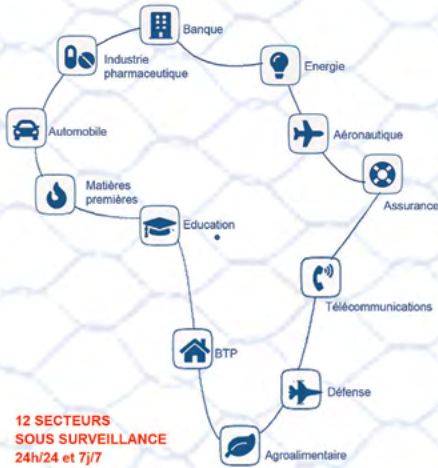 Banque
Industrie
pharmaceutique
Energie
Automobile
Aéronautique
Matières
premières
Assurance
Education
Télécommunications
BTP
Défense
12 SECTEURS
SOUS SURVEILLANCE
24h/24 et 7j/7
Agroalimentaire